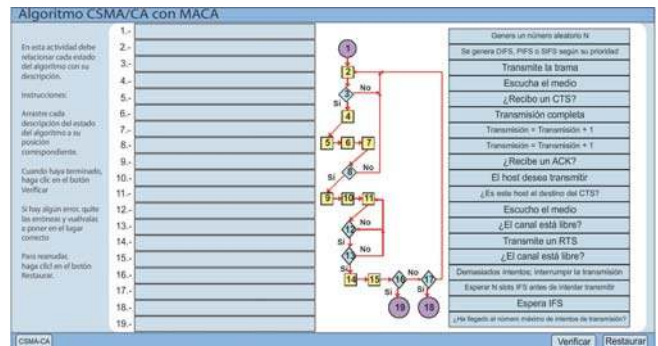 Algoritmo CSMA/CA con MACA
En esta actividad debe
relacionar cada estado
del algoritmo con su
descripción.
Instrucciones:
Arrastre cada
descripción del estado
del algoritmo a su
posición
correspondiente.
Cuando haya terminado,
haga clic en el botón
Verificar
Si hay algún error, quite
las erróneas y vuélvalas
a poner en el lugar
correcto
Para reanudar,
haga clicl en el botón
Restaurar.
1.-
2.-
3.-
4.-
5.-
6.-
7.-
8.-
9.-
10.-
11.-
12.-
13.-
14.-
15.-
16.-
17.-
18.-
19.-
1
2
3
No
Si
4
5
6
7
8
No
Si
9
10
11
12
No
Si
13
No
Si
14
15
16
No
17
Si
Si
19
18
Genera un número aleatorio N
Se genera DIFS, PIFS o SIFS según su prioridad
Transmite la trama
Escucha el medio
¿Recibo un CTS?
Transmisión completa
Transmisión = Transmisión + 1
Transmisión = Transmisión + 1
¿Recibe un ACK?
El host desea transmitir
¿Es este host el destino del CTS?
Escucho el medio
¿El canal está libre?
Transmite un RTS
¿El canal está libre?
Demasiados intentos; interrumpir la transmisión
Esperar N slots IFS antes de intentar transmitir
Espera IFS
¿Ha llegado al número máximo de intentos de transmisión?
CSMA-CA
Verificar
Restaurar